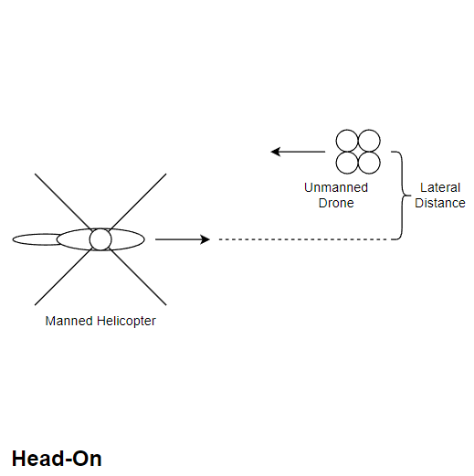 Unmanned
Drone
Lateral
Distance
Manned Helicopter
Head-On